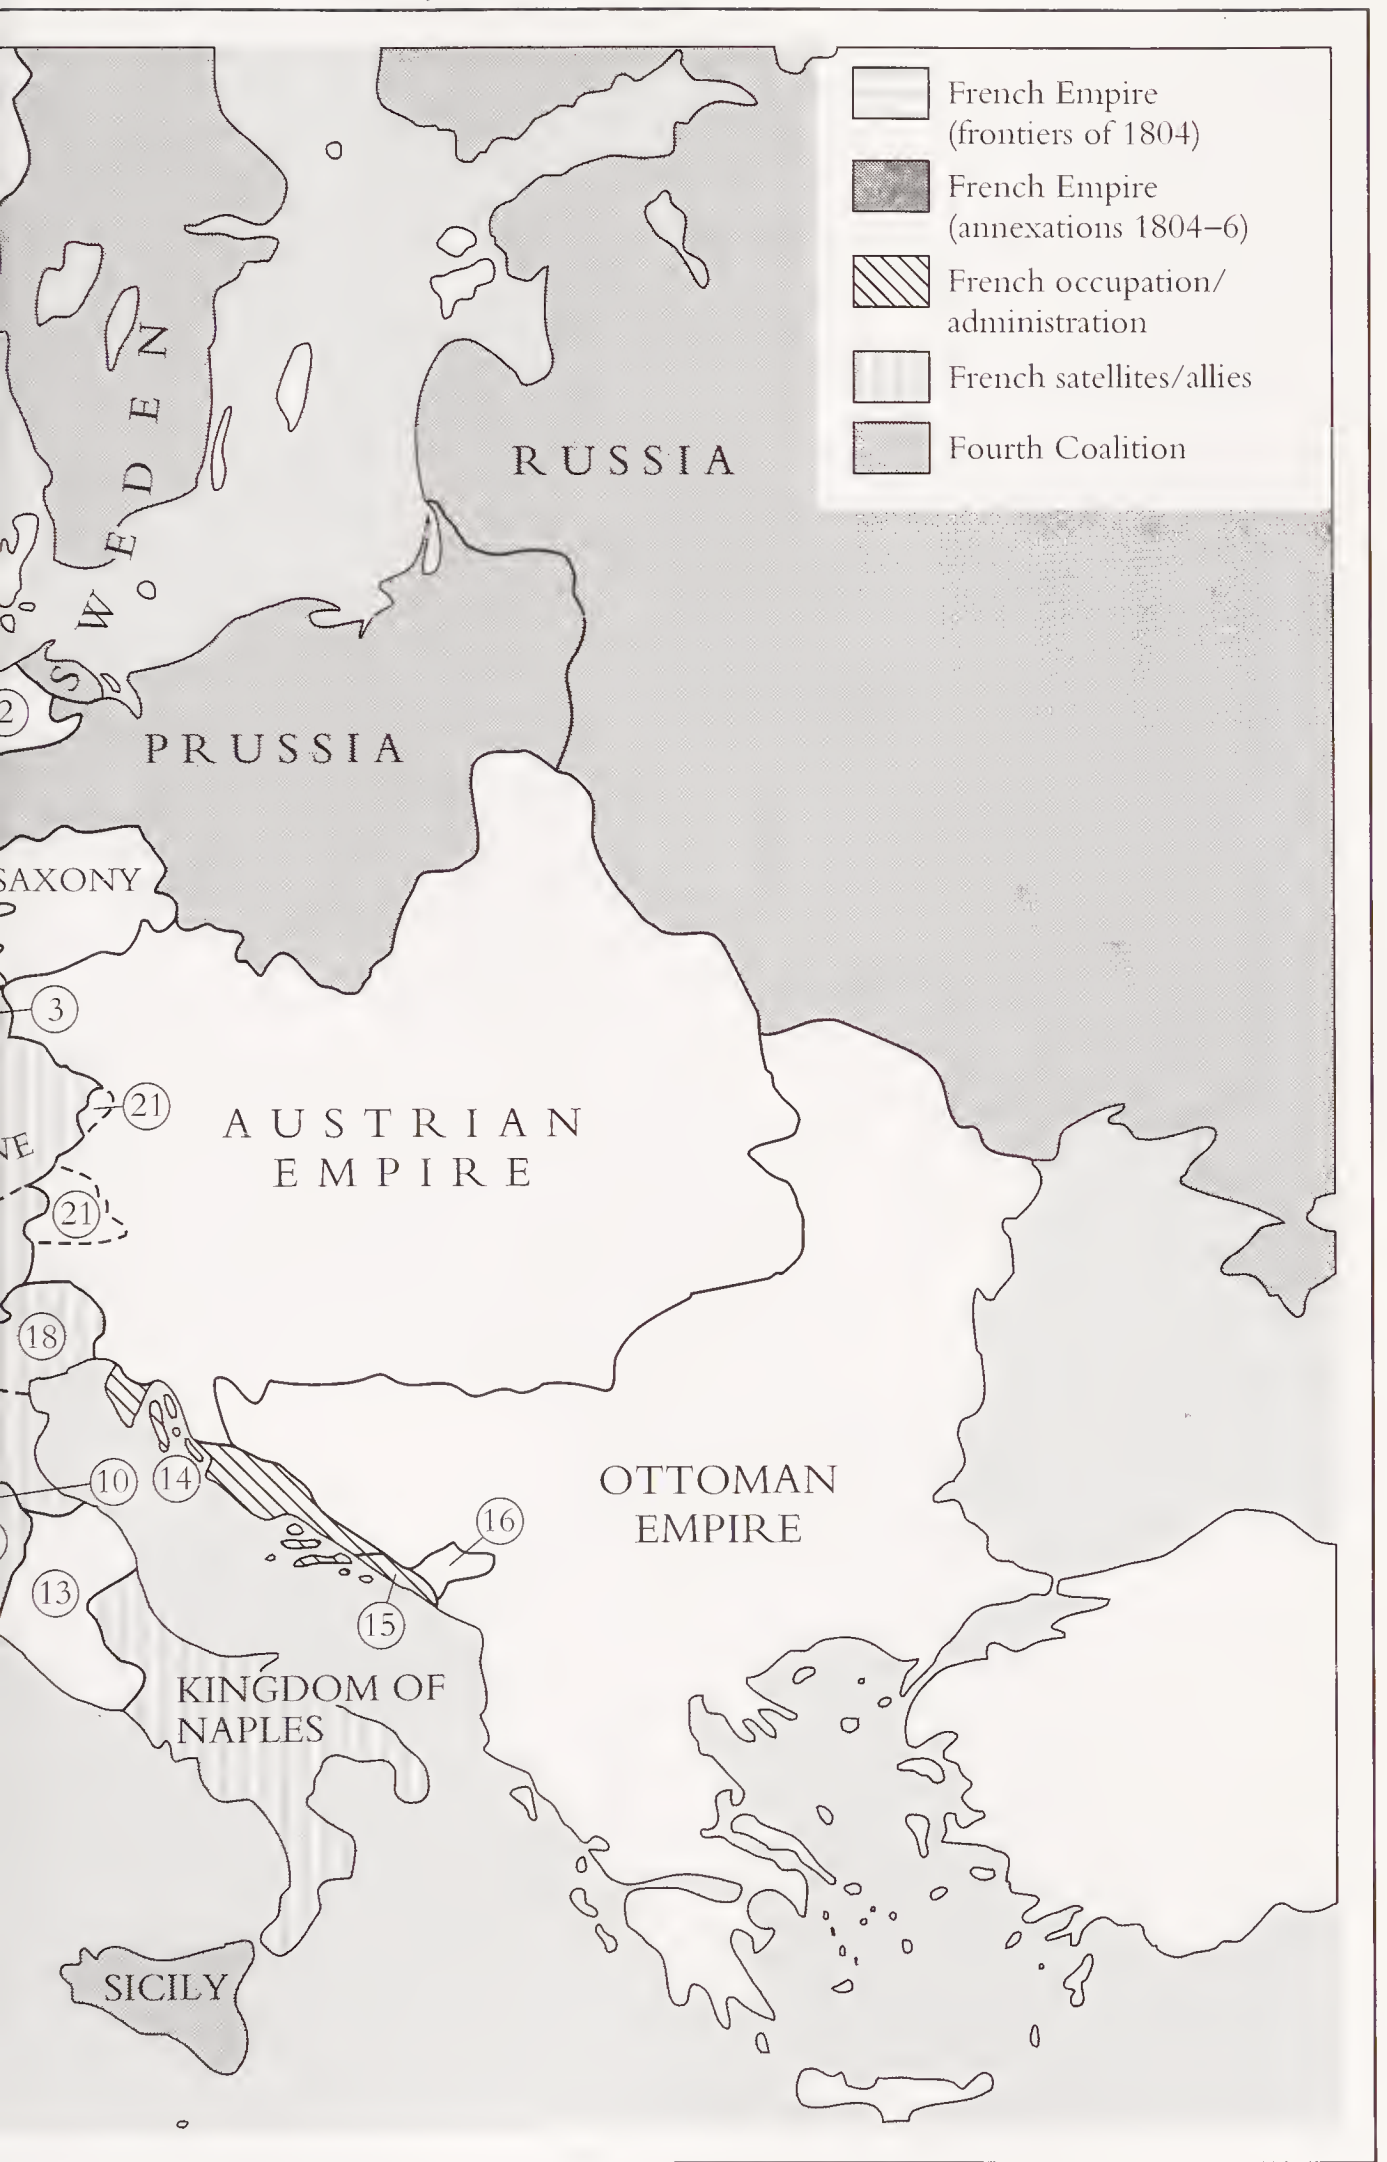 French Empire
(frontiers of 1804)
French Empire
(annexations 1804–6)
French occupation/
administration
French satellites/allies
Fourth Coalition
SWEDEN
RUSSIA
2
PRUSSIA
SAXONY
3
21
AUSTRIAN
EMPIRE
NE
21
18
10
14
OTTOMAN
EMPIRE
16
13
15
KINGDOM OF
NAPLES
SICILY